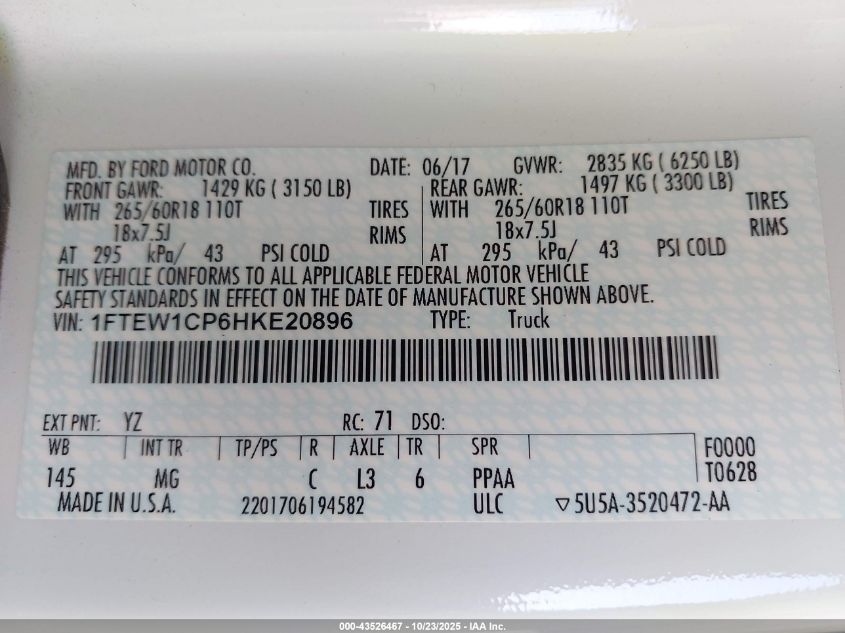 MFD. BY FORD MOTOR CO. DATE: 06/17 GVWR: 2835 KG ( 6250 LB)
FRONT GAWR: 1429 KG ( 3150 LB) REAR GAWR: 1497 KG ( 3300 LB)
WITH 265/60R18 110T TIRES WITH 265/60R18 110T TIRES
18x7.5J RIMS 18x7.5J RIMS
AT 295 kPa/ 43 PSI COLD AT 295 kPa/ 43 PSI COLD
THIS VEHICLE CONFORMS TO ALL APPLICABLE FEDERAL MOTOR VEHICLE
SAFETY STANDARDS IN EFFECT ON THE DATE OF MANUFACTURE SHOWN ABOVE.
VIN: 1FTEW1CP6HKE20896 TYPE: Truck
EXT PNT: YZ RC: 71 DSO:
WB INT TR TP/PS R AXLE TR SPR F0000
145 MG C L3 6 PPAA T0628
MADE IN U.S.A. 2201706194582 ULC ▽5U5A-3520472-AA
000-43526467 - 10/23/2025 - IAA Inc.